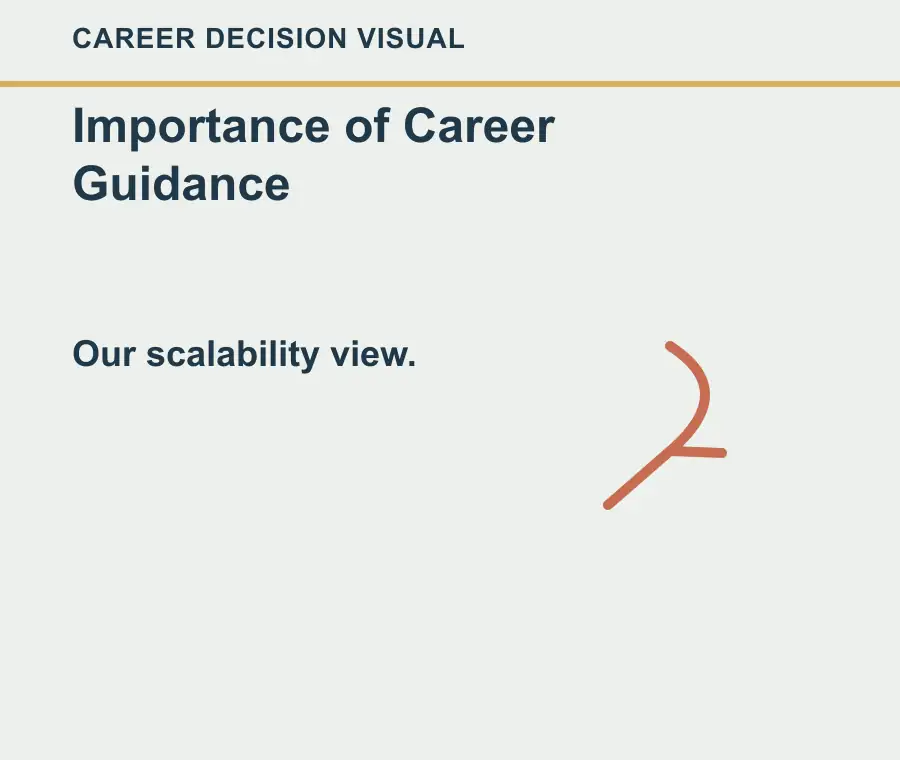 CAREER DECISION VISUAL
Importance of Career
Guidance
Our scalability view.